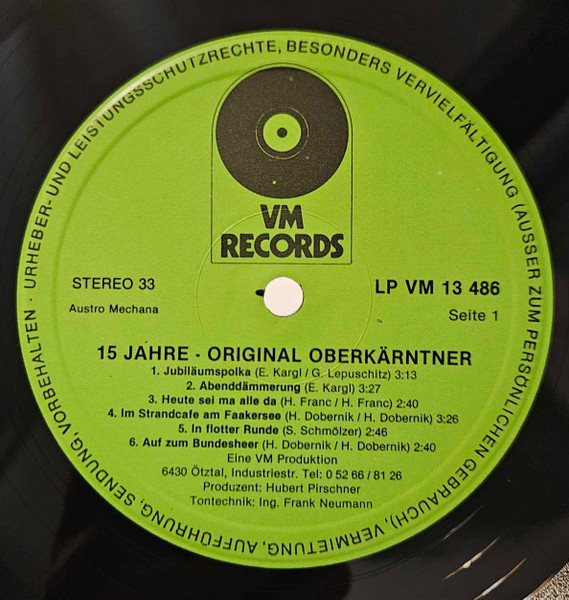 URHEBER- UND LEISTUNGSSCHUTZRECHTE, BESONDERS VERVIELFÄLTIGUNG (AUSSER ZUM PERSÖNLICHEN GEBRAUCH), VERMIETUNG, AUFFÜHRUNG, SENDUNG, VORBEHALTEN ·
VM
RECORDS
STEREO 33
LP VM 13 486
Austro Mechana
Seite 1
15 JAHRE - ORIGINAL OBERKÄRNTNER
1. Jubiläumspolka (E. Kargl / G. Lepuschitz) 3:13
2. Abenddämmerung (E. Kargl) 3:27
3. Heute sei ma alle da (H. Franc / H. Franc) 2:40
4. Im Strandcafe am Faakersee (H. Dobernik / H. Dobernik) 3:26
5. In flotter Runde (S. Schmölzer) 2:46
6. Auf zum Bundesheer (H. Dobernik / H. Dobernik) 2:40
Eine VM Produktion
6430 Ötztal, Industriestr. Tel: 0 52 66 / 81 26
Produzent: Hubert Pirschner
Tontechnik: Ing. Frank Neumann